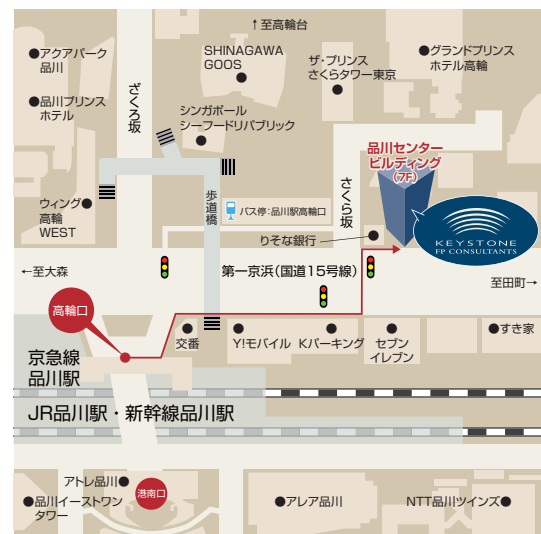 ↑至高輪台
アクアパーク
品川
SHINAGAWA
GOOS
ザ・プリンス
さくらタワー東京
グランドプリンス
ホテル高輪
品川プリンス
ホテル
ざくろ坂
シンガポール
シーフードリパブリック
品川センター
ビルディング
(7F)
さくら坂
歩道橋
バス停:品川駅高輪口
ウィング
高輪
WEST
りそな銀行
KEYSTONE
FP CONSULTANTS
←至大森
第一京浜(国道15号線)
至田町→
高輪口
交番
Y!モバイル
Kパーキング
セブン
イレブン
すき家
京急線
品川駅
JR品川駅・新幹線品川駅
アトレ品川
港南口
品川イーストワン
タワー
アレア品川
NTT品川ツインズ